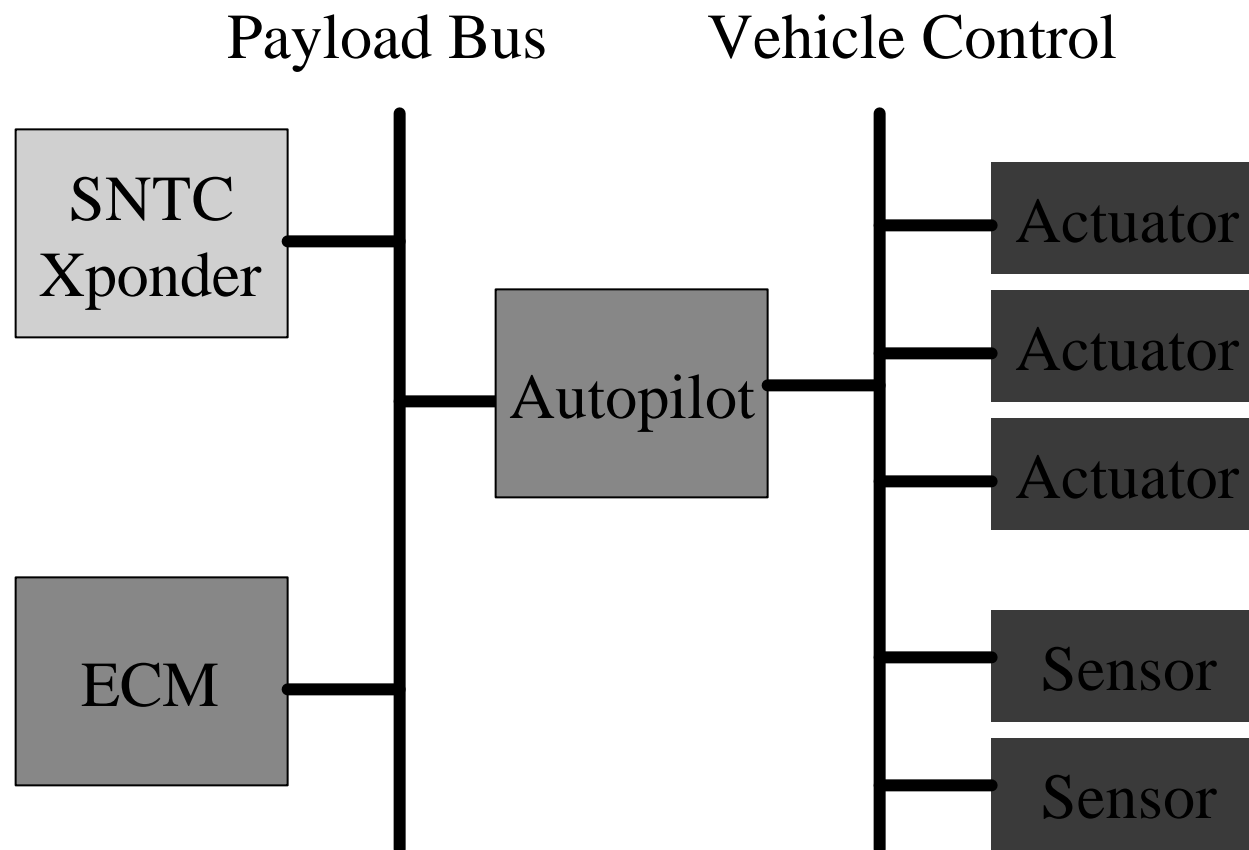 Payload Bus
Vehicle Control
SNTC
Xponder
Autopilot
ECM
Actuator
Actuator
Actuator
Sensor
Sensor